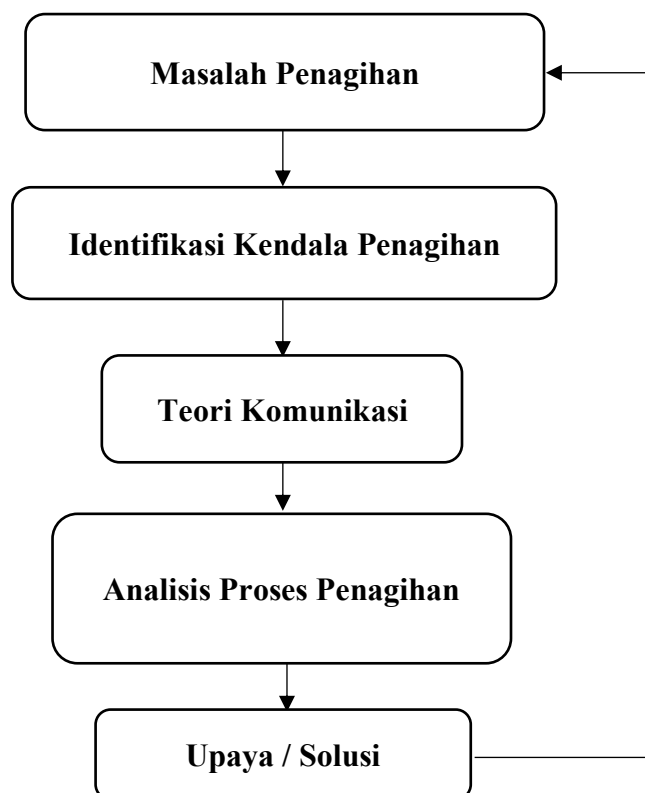 Masalah Penagihan
Identifikasi Kendala Penagihan
Teori Komunikasi
Analisis Proses Penagihan
Upaya / Solusi